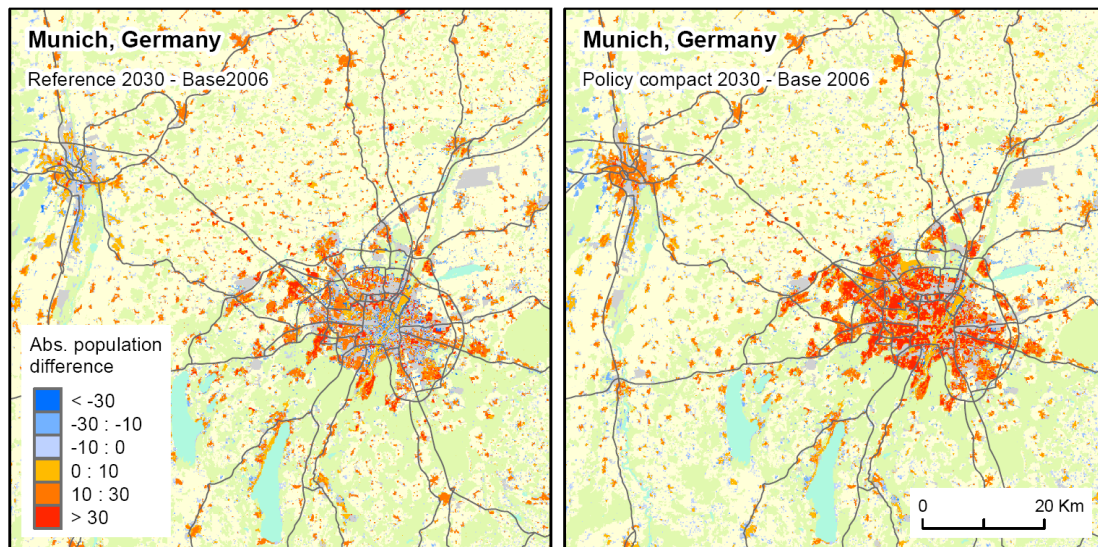 Munich, Germany
Reference 2030 - Base2006
Abs. population
difference
< -30
-30 : -10
-10 : 0
0 : 10
10 : 30
> 30
Munich, Germany
Policy compact 2030 - Base 2006
0 20 Km